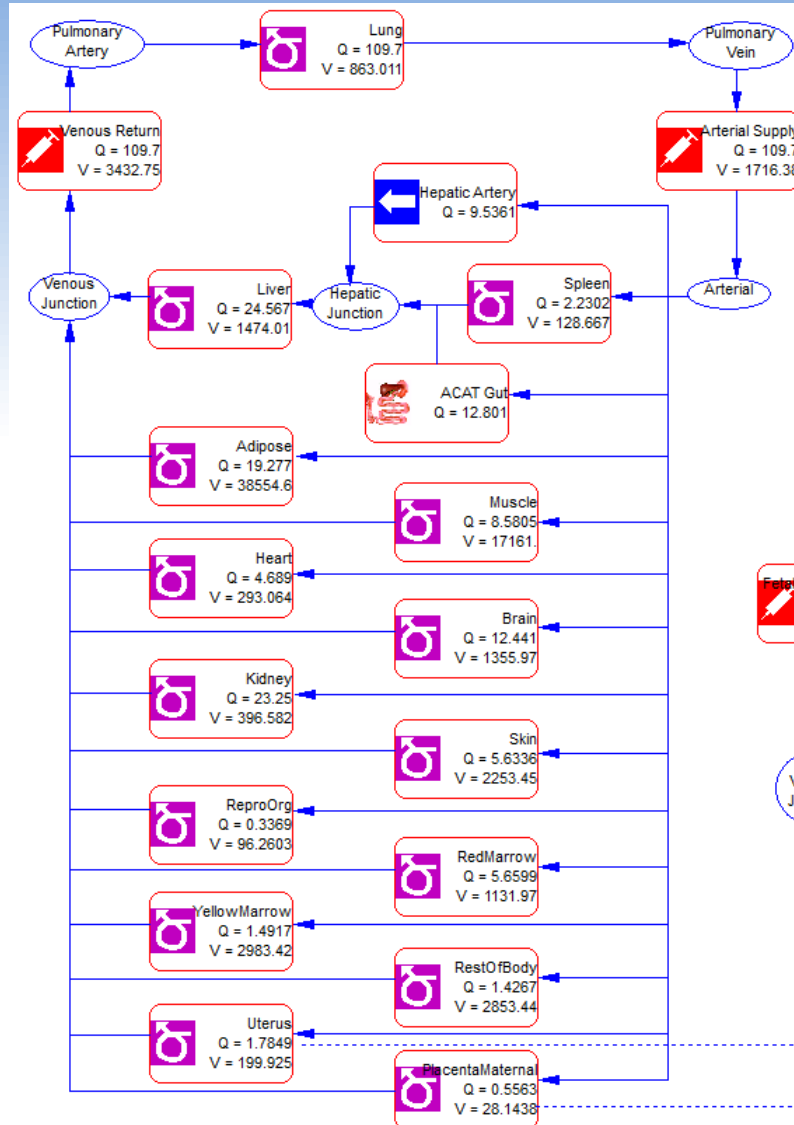 Pulmonary
Artery
Lung
Q = 109.7
V = 863.011
Pulmonary
Vein
Venous Return
Q = 109.7
V = 3432.75
Arterial Supply
Q = 109.7
V = 1716.38
Hepatic Artery
Q = 9.5361
Venous
Junction
Liver
Q = 24.567
V = 1474.01
Hepatic
Junction
Spleen
Q = 2.2302
V = 128.667
Arterial
ACAT Gut
Q = 12.801
Adipose
Q = 19.277
V = 38554.6
Muscle
Q = 8.5805
V = 17161.
Heart
Q = 4.689
V = 293.064
Brain
Q = 12.441
V = 1355.97
Kidney
Q = 23.25
V = 396.582
Skin
Q = 5.6336
V = 2253.45
ReproOrg
Q = 0.3369
V = 96.2603
RedMarrow
Q = 5.6599
V = 1131.97
YellowMarrow
Q = 1.4917
V = 2983.42
RestOfBody
Q = 1.4267
V = 2853.44
Uterus
Q = 1.7849
V = 199.925
PlacentaMaternal
Q = 0.5563
V = 28.1438